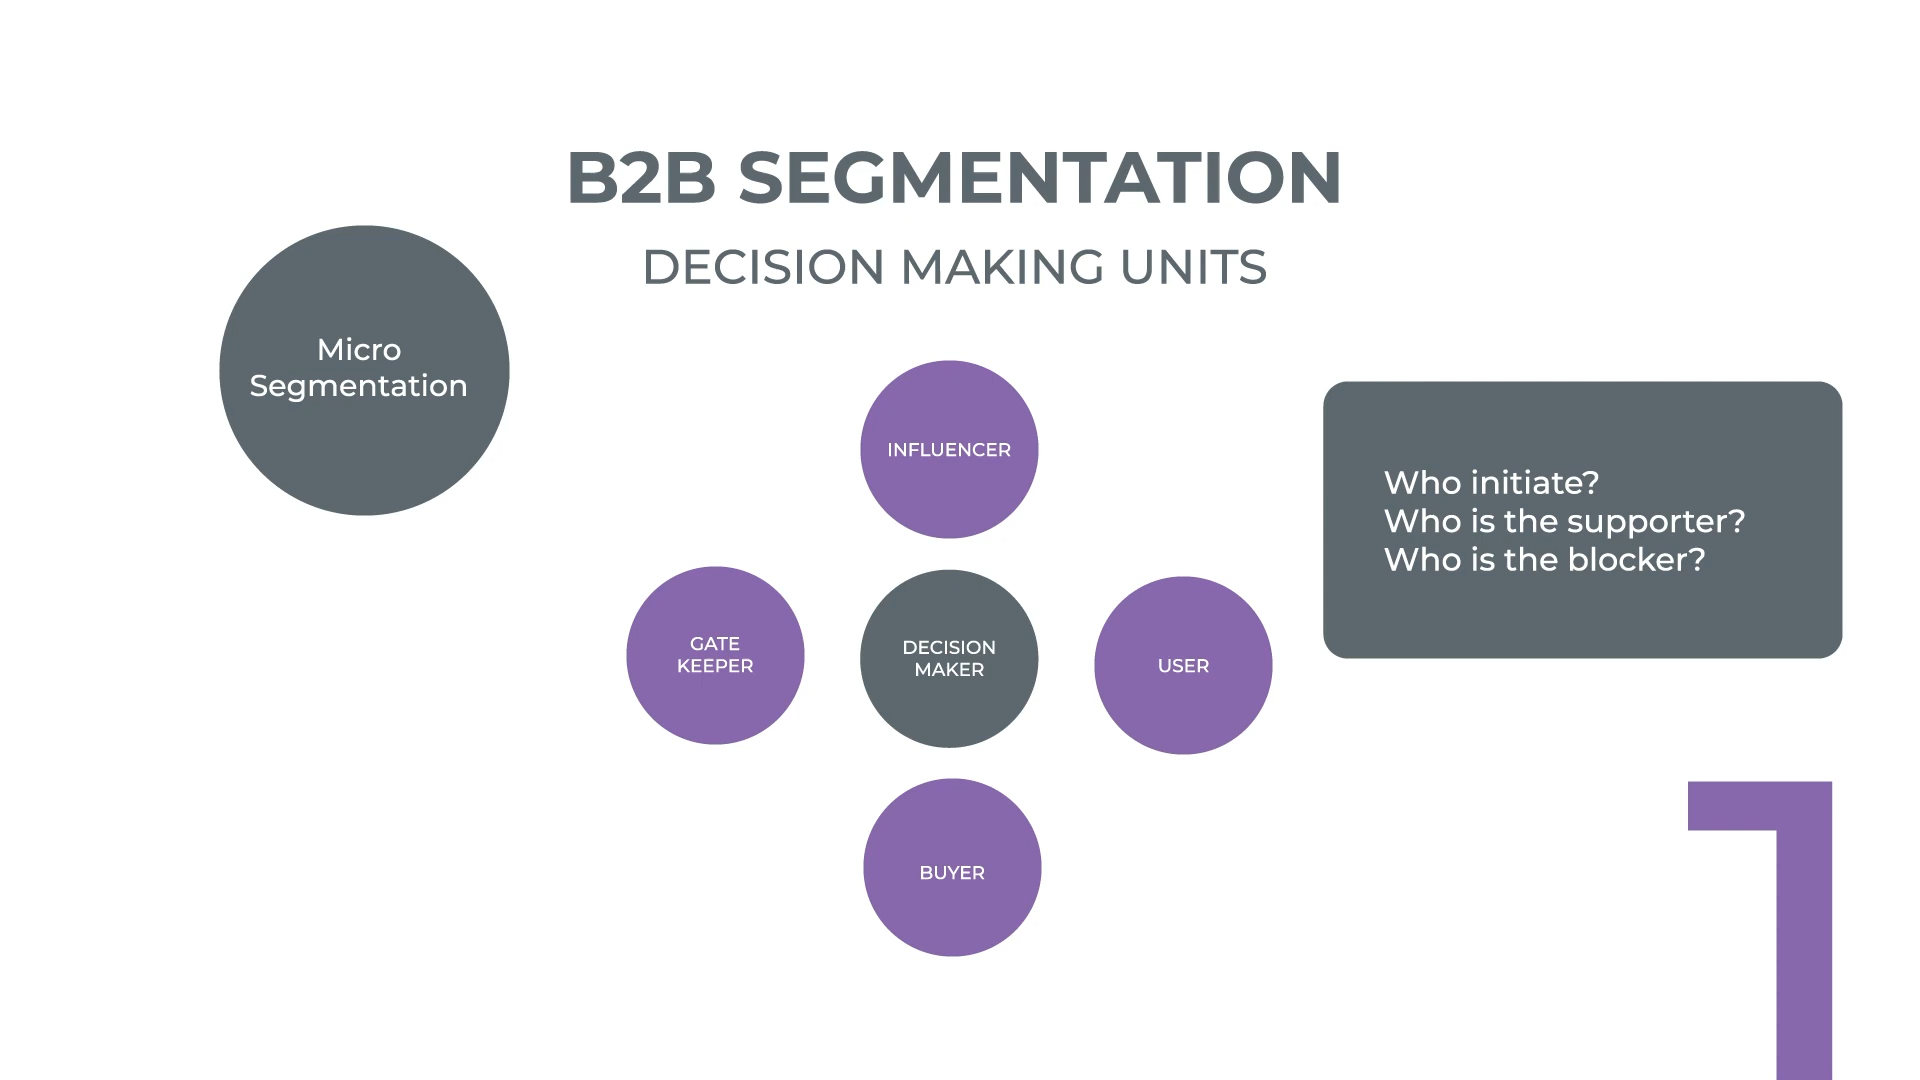 B2B SEGMENTATION
DECISION MAKING UNITS
Micro
Segmentation
INFLUENCER
GATE
KEEPER
DECISION
MAKER
USER
BUYER
Who initiate?
Who is the supporter?
Who is the blocker?
1